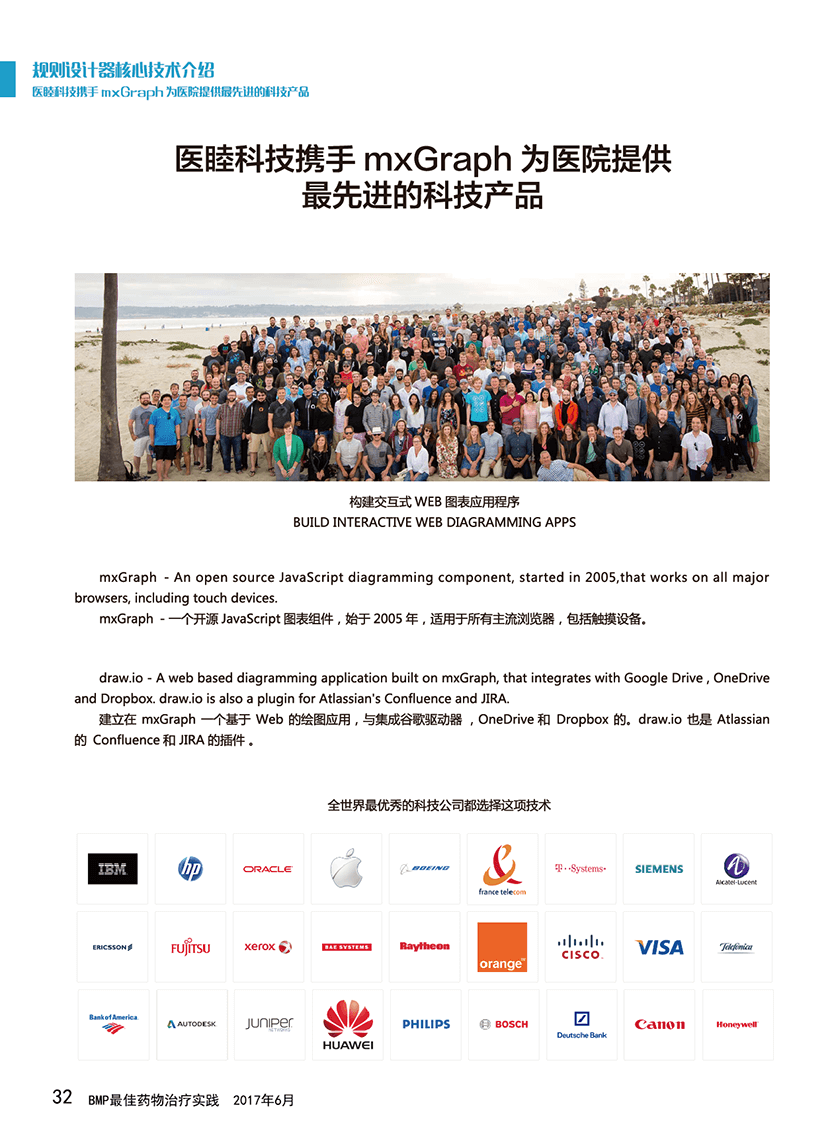 规则设计器核心技术介绍
医睦科技携手 mxGraph 为医院提供最先进的科技产品
医睦科技携手 mxGraph 为医院提供
最先进的科技产品
构建交互式 WEB 图表应用程序
BUILD INTERACTIVE WEB DIAGRAMMING APPS
mxGraph - An open source JavaScript diagramming component, started in 2005,that works on all major
browsers, including touch devices.
mxGraph - 一个开源 JavaScript 图表组件，始于 2005 年，适用于所有主流浏览器，包括触摸设备。
draw.io - A web based diagramming application built on mxGraph, that integrates with Google Drive , OneDrive
and Dropbox. draw.io is also a plugin for Atlassian's Confluence and JIRA.
建立在 mxGraph 一个基于 Web 的绘图应用，与集成谷歌驱动器 ，OneDrive 和 Dropbox 的。draw.io 也是 Atlassian
的 Confluence 和 JIRA 的插件 。
全世界最优秀的科技公司都选择这项技术
IBM
hp
ORACLE
BOEING
france telecom
T··Systems·
SIEMENS
Alcatel·Lucent
ERICSSON
FUJITSU
xerox
BAE SYSTEMS
Raytheon
orange
CISCO
VISA
Telefónica
Bank of America
AUTODESK
JUNIPER
NETWORKS
HUAWEI
PHILIPS
BOSCH
Deutsche Bank
Canon
Honeywell
32 BMP最佳药物治疗实践 2017年6月